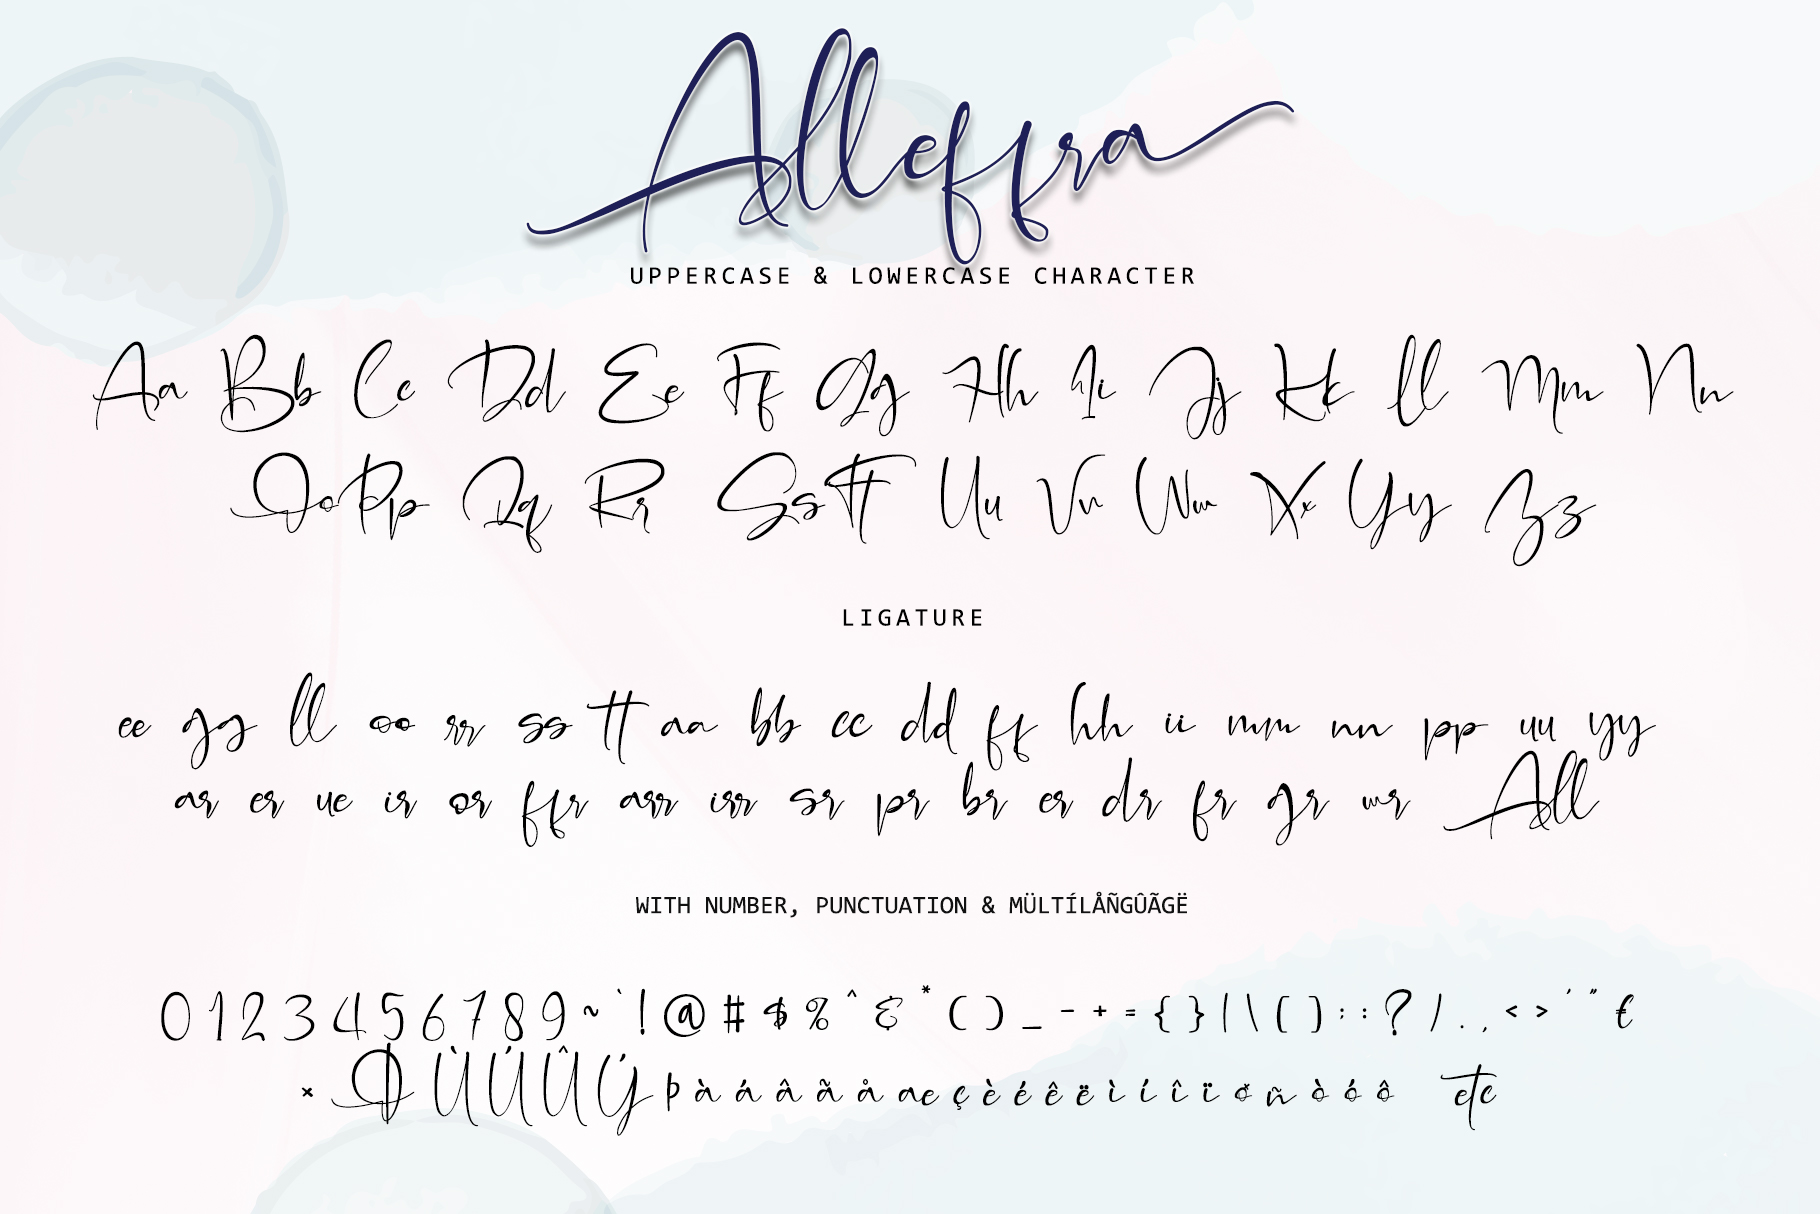 Alleffra
UPPERCASE & LOWERCASE CHARACTER
Aa Bb Cc Dd Ee Ff Gg Hh Ii Jj Kk Ll Mm Nn
Oo Pp Qq Rr Ss Tt Uu Vv Ww Xx Yy Zz
LIGATURE
ee gg ll oo rr ss tt aa bb cc dd ff hh ii mm nn pp uu yy
ar er ue ir or ffr arr irr sr pr br er dr fr gr wr All
WITH NUMBER, PUNCTUATION & MÜLTÍLÅÑGÛÃGË
0 1 2 3 4 5 6 7 8 9 ~ ` ! @ # $ % ^ & * ( ) _ - + = { } | \ ( ) : : ? / . , < > ' " €
× Ø Ù Ú Û Ý Þ à á â ã ä å æ ç è é ê ë ì í î ï ð ñ ò ó ô etc